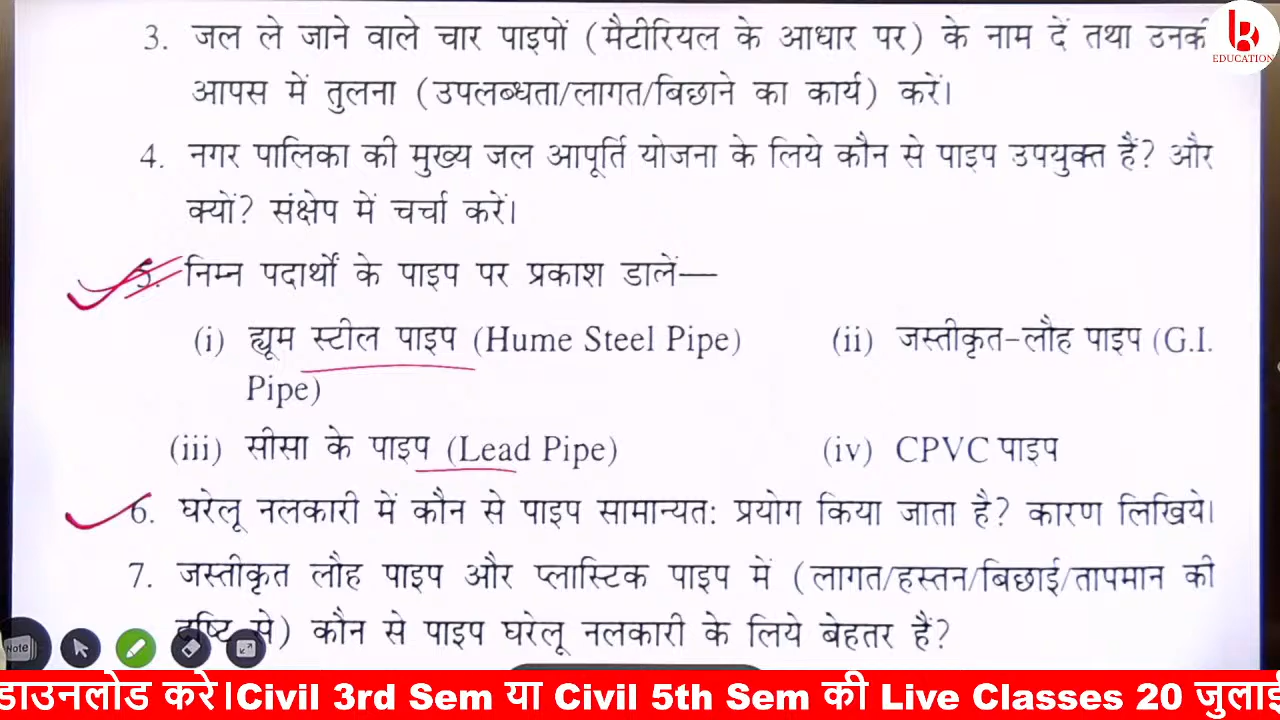 EDUCATION
3. जल ले जाने वाले चार पाइपों (मैटीरियल के आधार पर) के नाम दें तथा उनकी
आपस में तुलना (उपलब्धता/लागत/बिछाने का कार्य) करें।
4. नगर पालिका की मुख्य जल आपूर्ति योजना के लिये कौन से पाइप उपयुक्त हैं? और
क्यों? संक्षेप में चर्चा करें।
5. निम्न पदार्थों के पाइप पर प्रकाश डालें—
(i) ह्यूम स्टील पाइप (Hume Steel Pipe) (ii) जस्तीकृत-लौह पाइप (G.I.
Pipe)
(iii) सीसा के पाइप (Lead Pipe) (iv) CPVC पाइप
6. घरेलू नलकारी में कौन से पाइप सामान्यत: प्रयोग किया जाता है? कारण लिखिये।
7. जस्तीकृत लौह पाइप और प्लास्टिक पाइप में (लागत/हस्तन/बिछाई/तापमान की
दृष्टि से) कौन से पाइप घरेलू नलकारी के लिये बेहतर हैं?
Note
डाउनलोड करे।Civil 3rd Sem या Civil 5th Sem की Live Classes 20 जुलाई